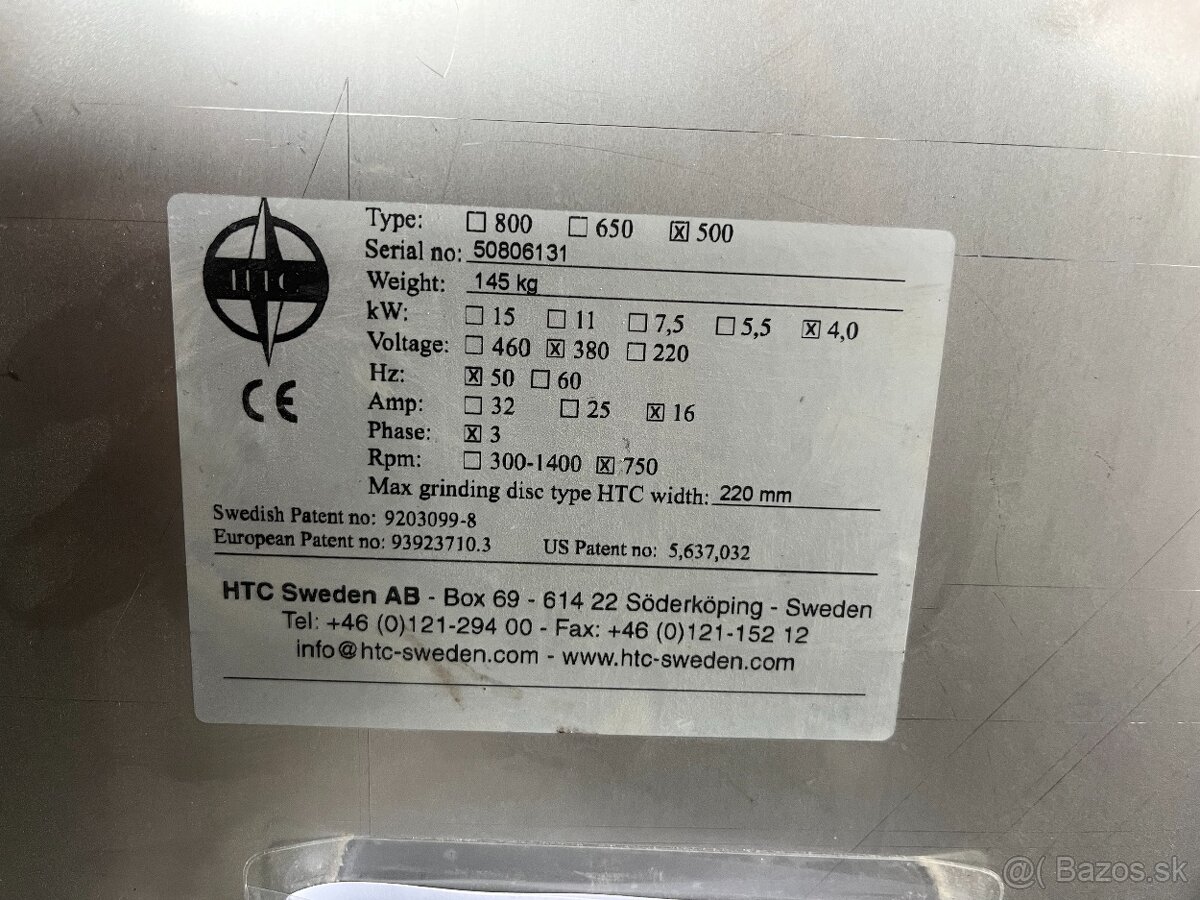 HTC
CE
Type: ☐ 800 ☐ 650 ☒ 500
Serial no: 50806131
Weight: 145 kg
kW: ☐ 15 ☐ 11 ☐ 7,5 ☐ 5,5 ☒ 4,0
Voltage: ☐ 460 ☒ 380 ☐ 220
Hz: ☒ 50 ☐ 60
Amp: ☐ 32 ☐ 25 ☒ 16
Phase: ☒ 3
Rpm: ☐ 300-1400 ☒ 750
Max grinding disc type HTC width: 220 mm
Swedish Patent no: 9203099-8
European Patent no: 93923710.3 US Patent no: 5,637,032
HTC Sweden AB - Box 69 - 614 22 Söderköping - Sweden
Tel: +46 (0)121-294 00 - Fax: +46 (0)121-152 12
info@htc-sweden.com - www.htc-sweden.com
@( Bazos.sk